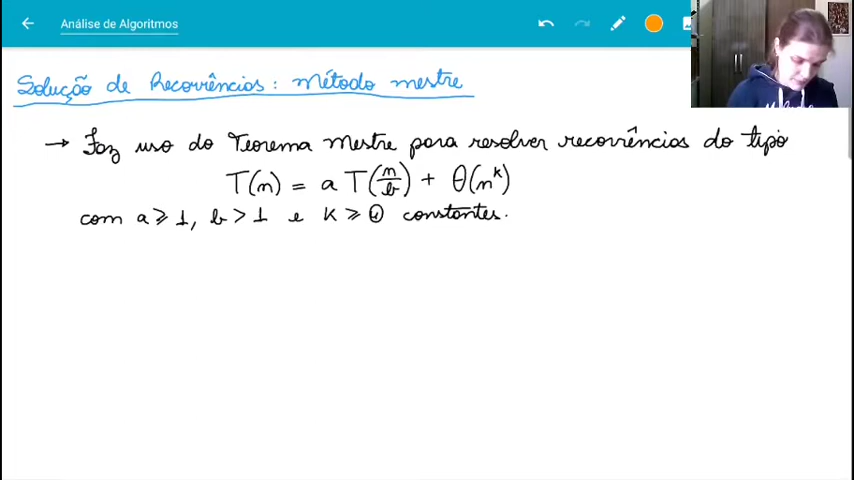 Análise de Algoritmos
Solução de Recorrências: Método mestre
→ Faz uso do Teorema mestre para resolver recorrências do tipo
T(n) = a T(n/b) + Θ(n^k)
com a ≥ 1, b > 1 e k ≥ 0 constantes.